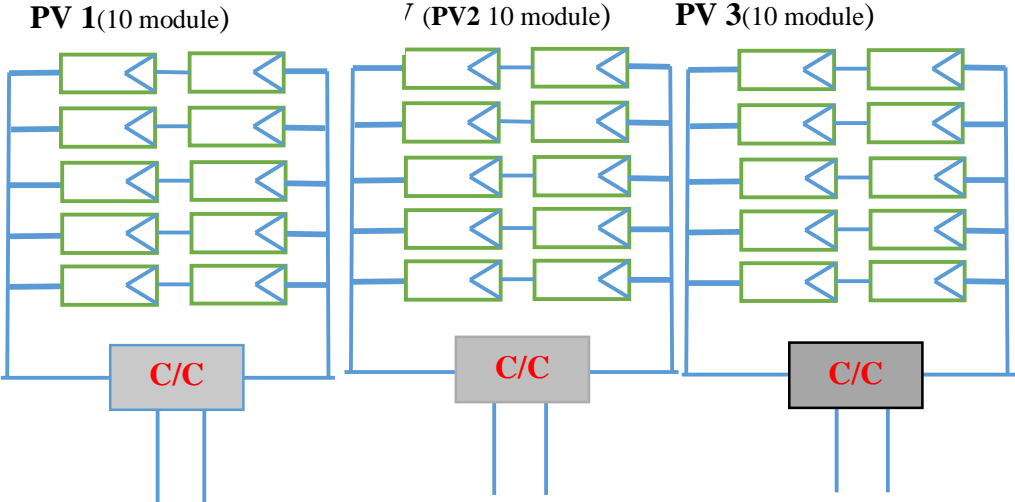 PV 1(10 module)
(PV2 10 module)
PV 3(10 module)
C/C
C/C
C/C